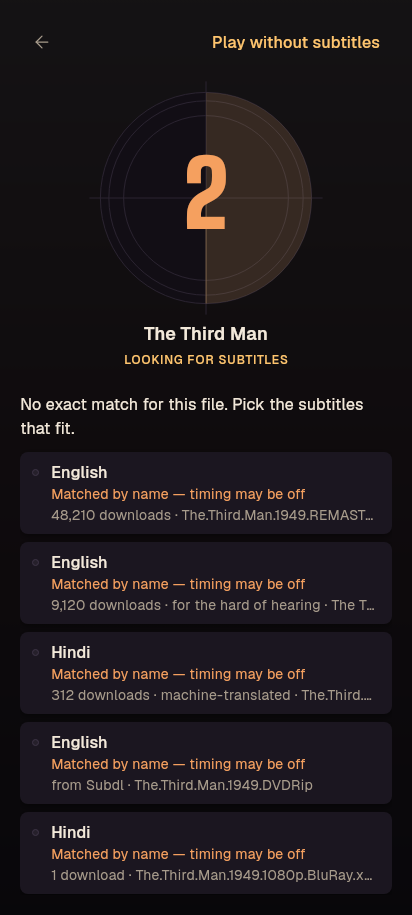 Play without subtitles
2
The Third Man
LOOKING FOR SUBTITLES
No exact match for this file. Pick the subtitles
that fit.
English
Matched by name — timing may be off
48,210 downloads · The.Third.Man.1949.REMAST…
English
Matched by name — timing may be off
9,120 downloads · for the hard of hearing · The T…
Hindi
Matched by name — timing may be off
312 downloads · machine-translated · The.Third.…
English
Matched by name — timing may be off
from Subdl · The.Third.Man.1949.DVDRip
Hindi
Matched by name — timing may be off
1 download · The.Third.Man.1949.1080p.BluRay.x…